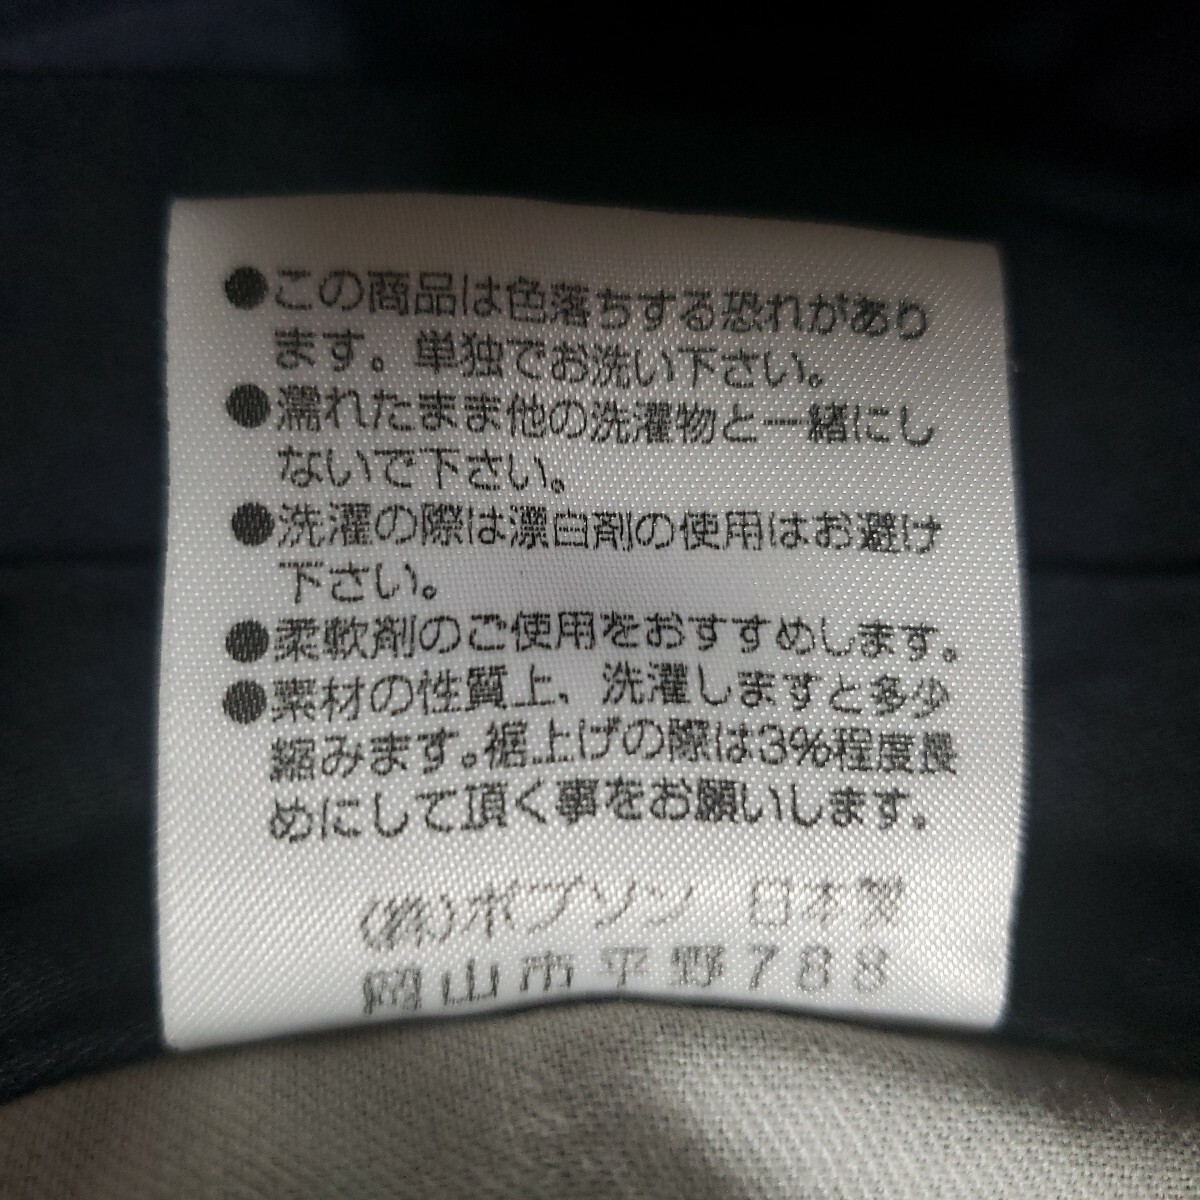 ●この商品は色落ちする恐れがあり
ます。単独でお洗い下さい。
●濡れたまま他の洗濯物と一緒にし
ないで下さい。
●洗濯の際は漂白剤の使用はお避け
下さい。
●柔軟剤のご使用をおすすめします。
●素材の性質上、洗濯しますと多少
縮みます。裾上げの際は3%程度長
めにして頂く事をお願いします。
(株)ボブソン 日本製
岡山市平野788